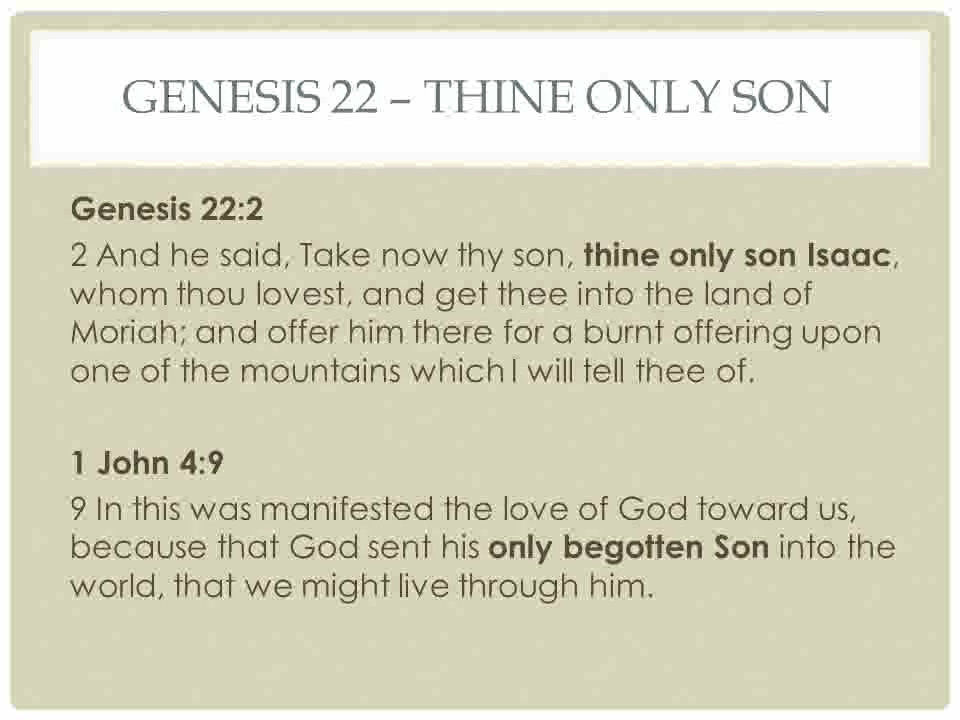 GENESIS 22 – THINE ONLY SON
Genesis 22:2
2 And he said, Take now thy son, thine only son Isaac,
whom thou lovest, and get thee into the land of
Moriah; and offer him there for a burnt offering upon
one of the mountains which I will tell thee of.
1 John 4:9
9 In this was manifested the love of God toward us,
because that God sent his only begotten Son into the
world, that we might live through him.